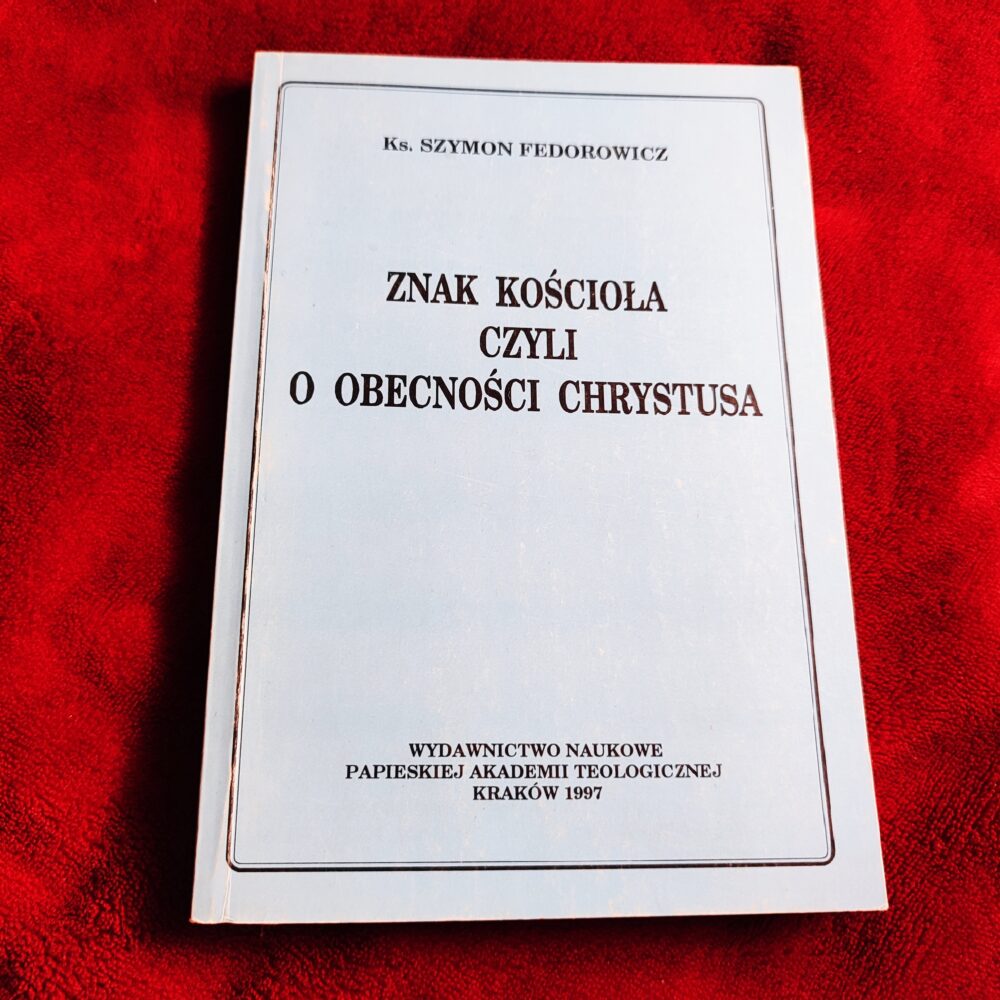 Ks. SZYMON FEDOROWICZ
ZNAK KOŚCIOŁA
CZYLI
O OBECNOŚCI CHRYSTUSA
WYDAWNICTWO NAUKOWE
PAPIESKIEJ AKADEMII TEOLOGICZNEJ
KRAKÓW 1997